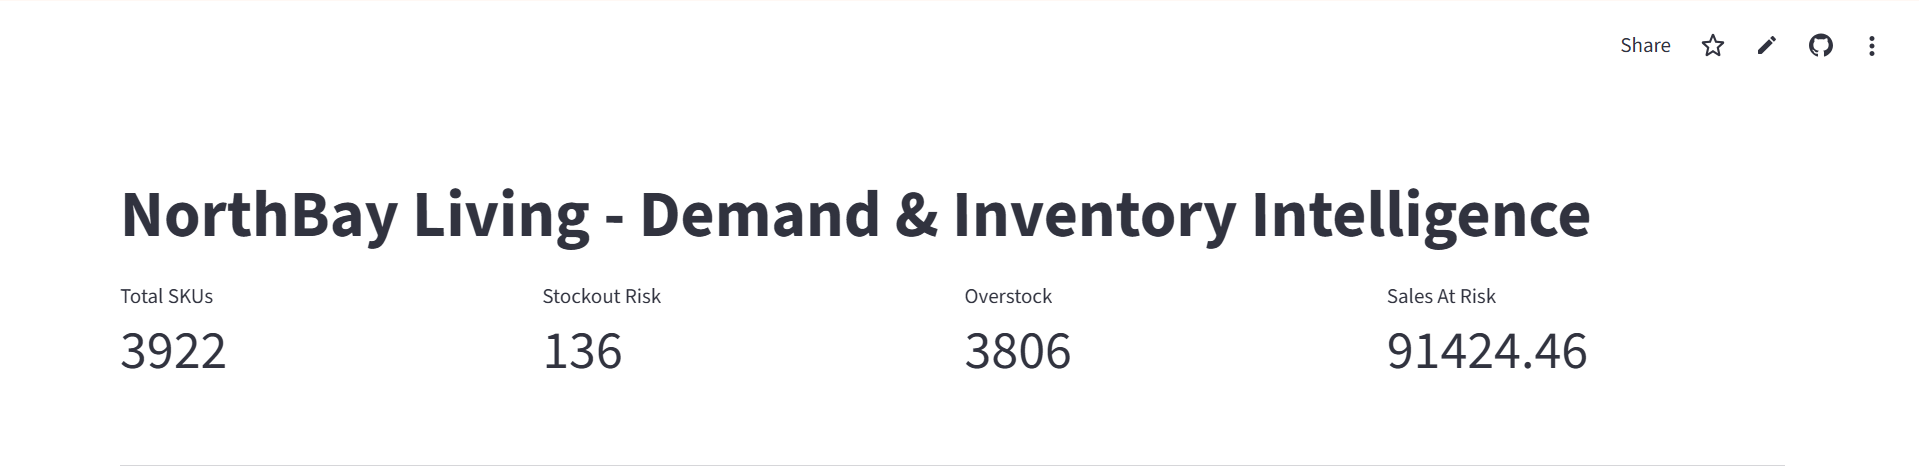 Share
NorthBay Living - Demand & Inventory Intelligence
Total SKUs
3922
Stockout Risk
136
Overstock
3806
Sales At Risk
91424.46